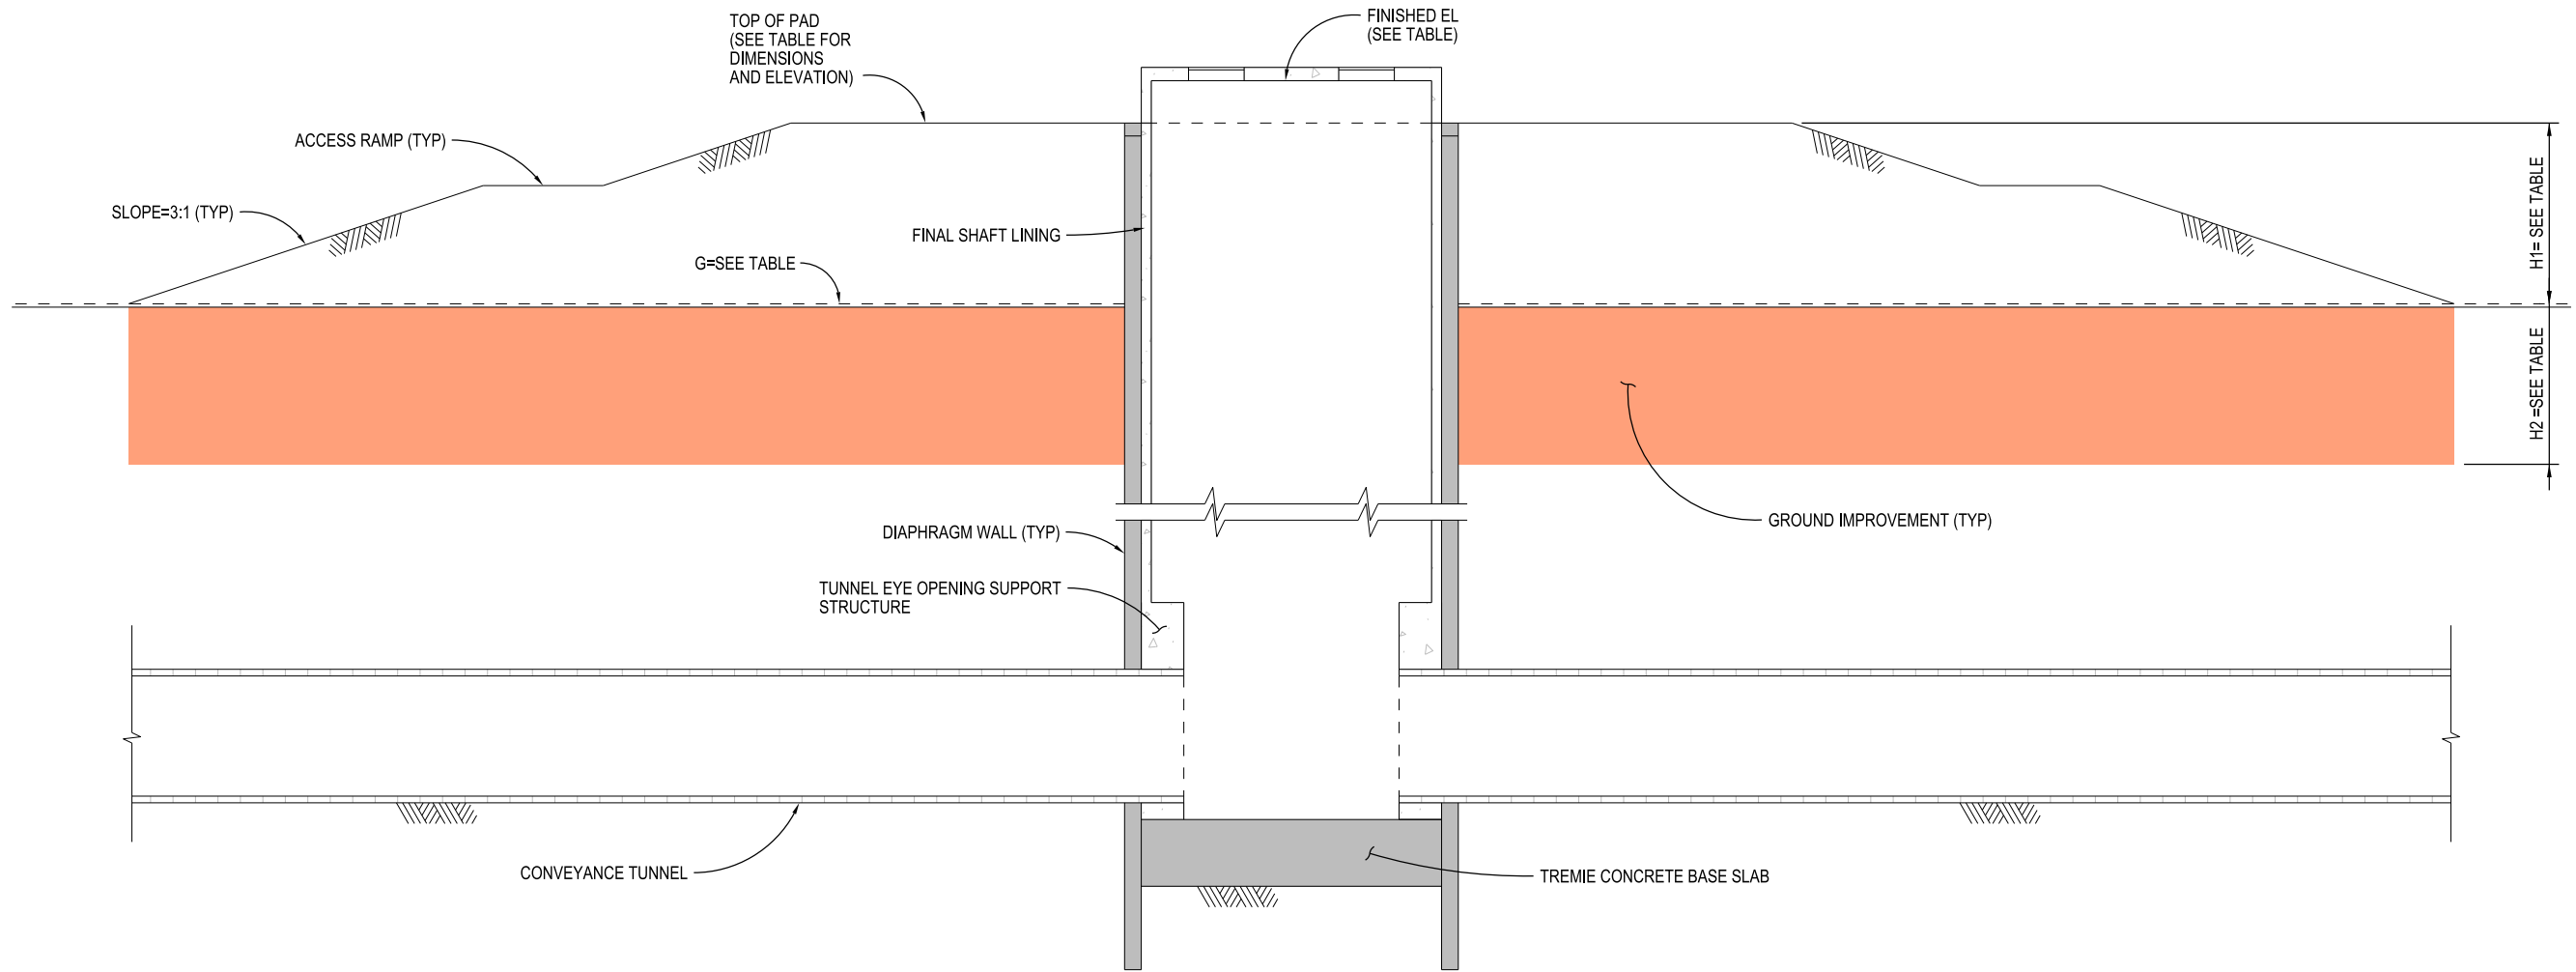 TOP OF PAD
(SEE TABLE FOR
DIMENSIONS
AND ELEVATION)
FINISHED EL
(SEE TABLE)
ACCESS RAMP (TYP)
SLOPE=3:1 (TYP)
FINAL SHAFT LINING
G=SEE TABLE
H1= SEE TABLE
H2 =SEE TABLE
DIAPHRAGM WALL (TYP)
GROUND IMPROVEMENT (TYP)
TUNNEL EYE OPENING SUPPORT
STRUCTURE
CONVEYANCE TUNNEL
TREMIE CONCRETE BASE SLAB